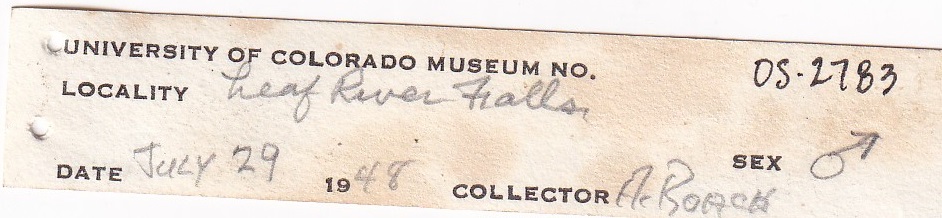 UNIVERSITY OF COLORADO MUSEUM NO. OS-2783
LOCALITY Leaf River Falls
DATE JULY 29 1948 SEX ♂
COLLECTOR A.